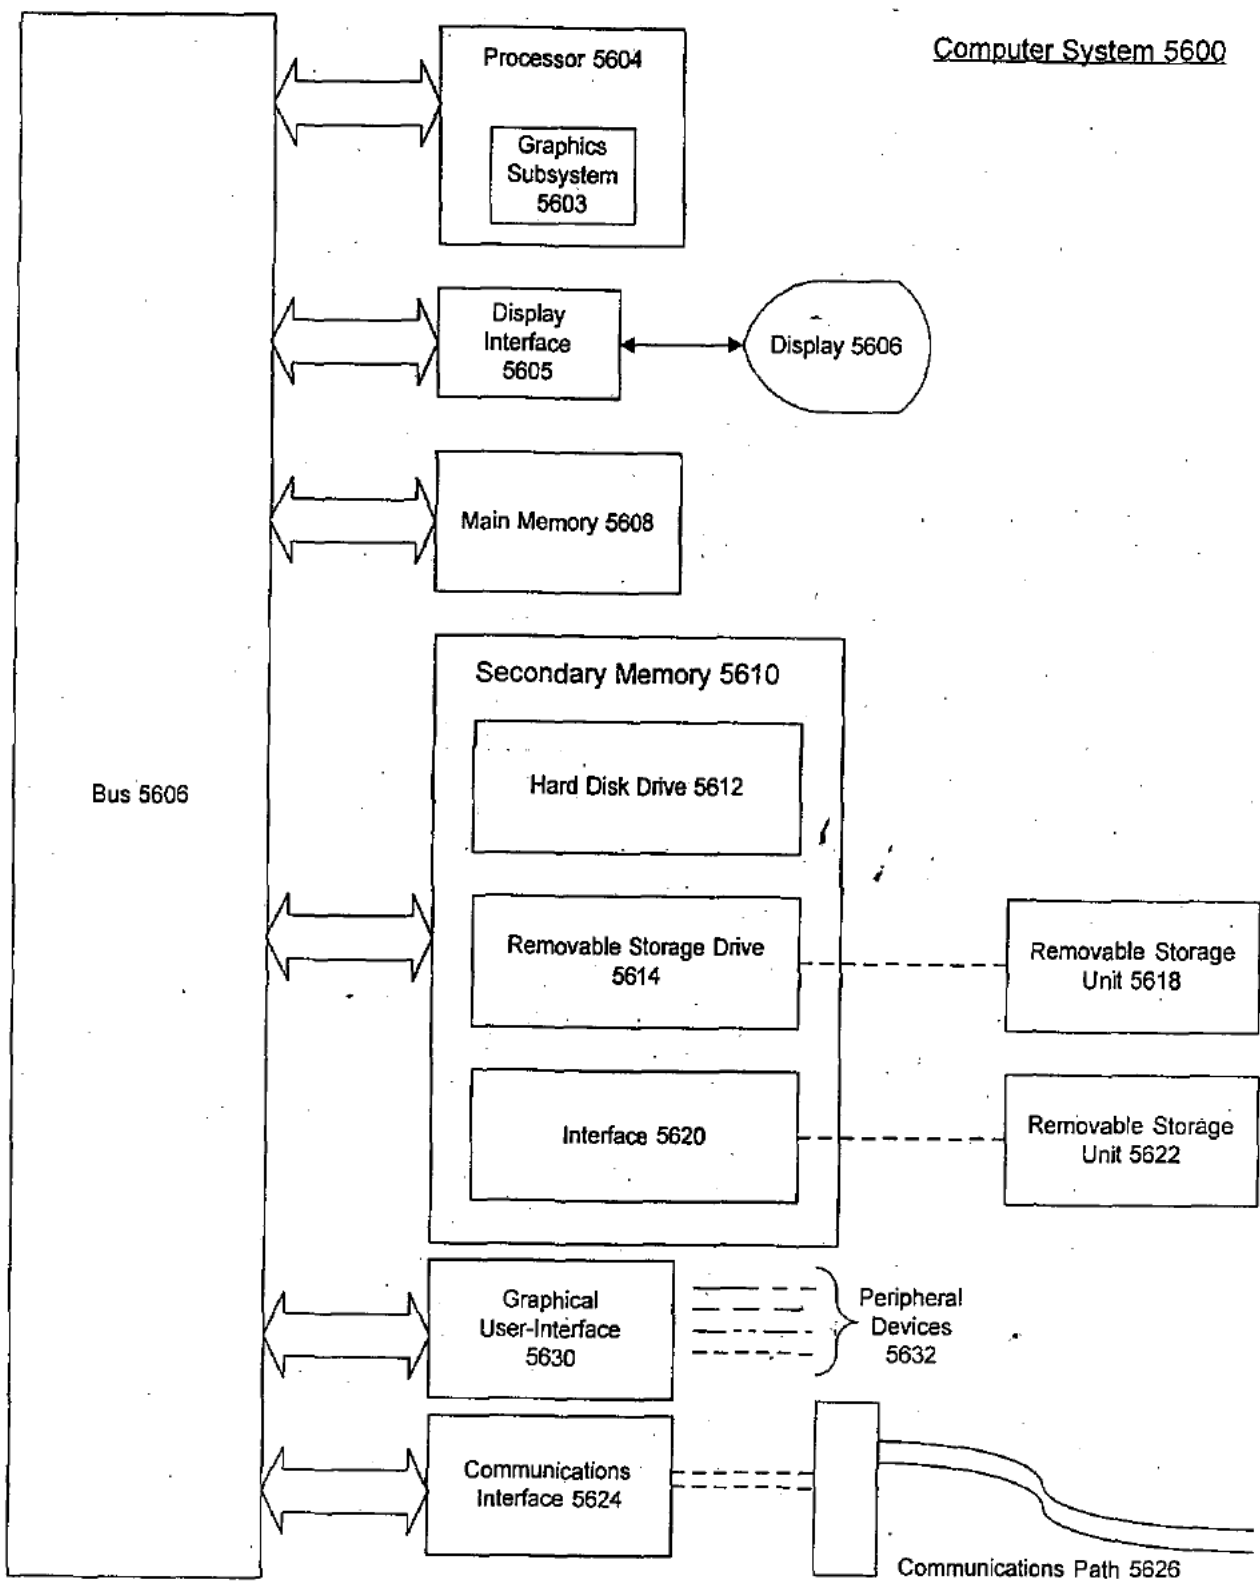 Computer System 5600
Processor 5604
Graphics
Subsystem
5603
Display
Interface
5605
Display 5606
Main Memory 5608
Secondary Memory 5610
Hard Disk Drive 5612
Bus 5606
Removable Storage Drive
5614
Removable Storage
Unit 5618
Interface 5620
Removable Storage
Unit 5622
Graphical
User-Interface
5630
Peripheral
Devices
5632
Communications
Interface 5624
Communications Path 5626